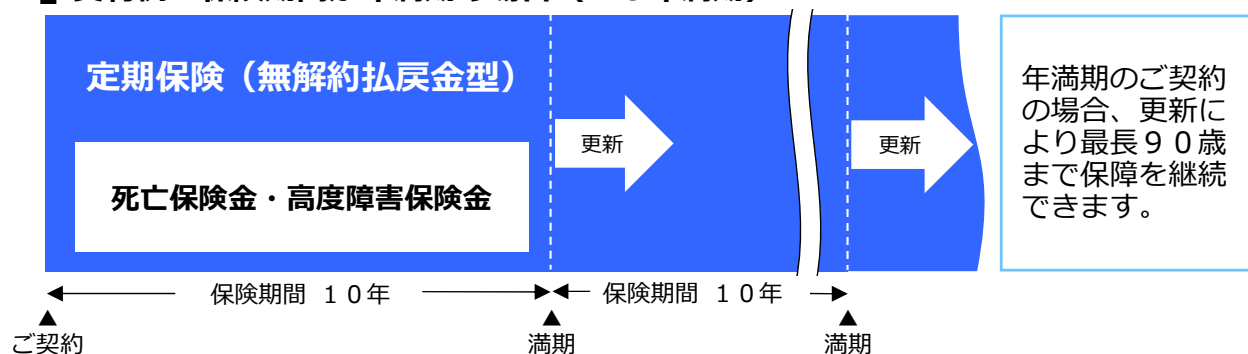 定期保険（無解約払戻金型）
死亡保険金・高度障害保険金
更新
更新
年満期のご契約
の場合、更新に
より最長９０歳
まで保障を継続
できます。
保険期間 １０年
保険期間 １０年
ご契約
満期
満期